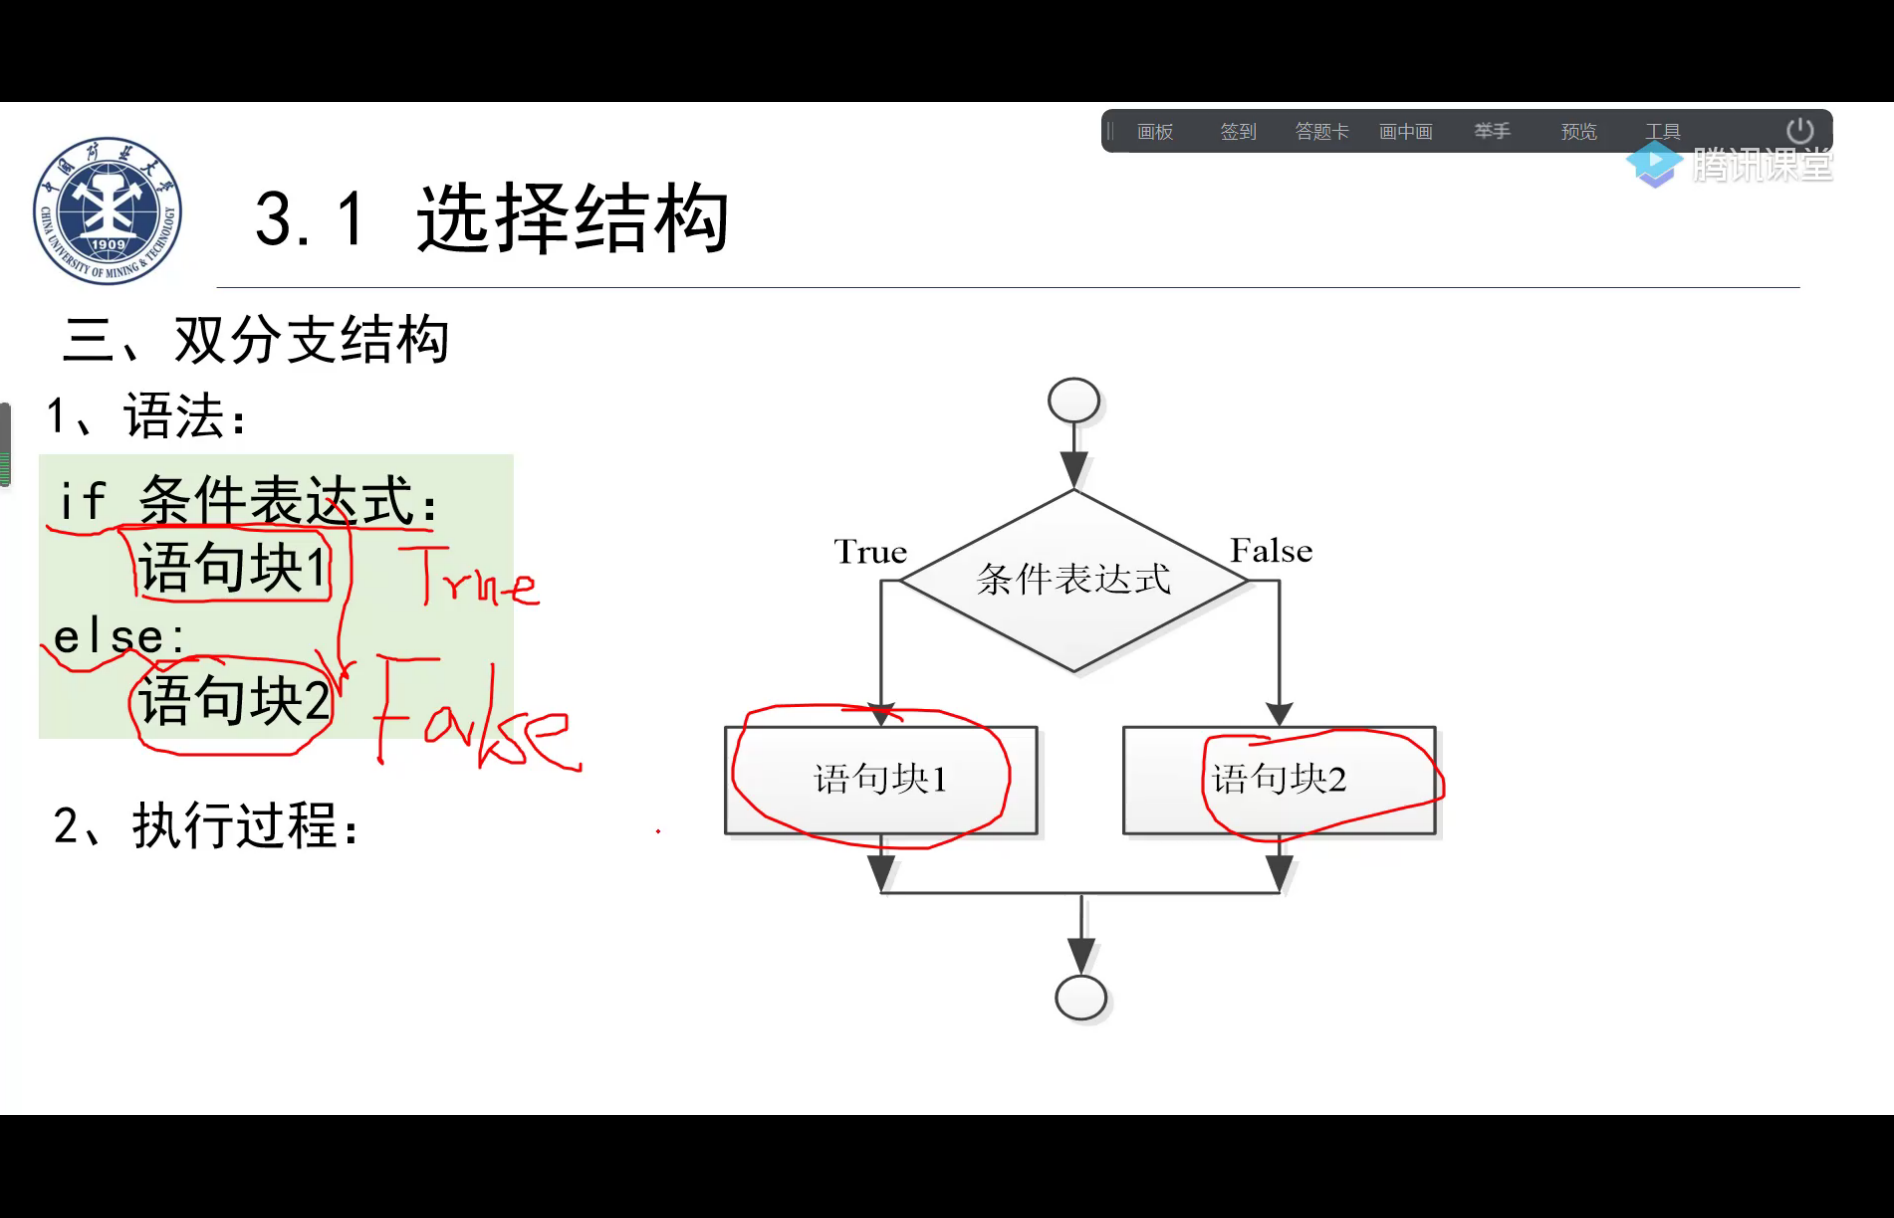 画板 签到 答题卡 画中画 举手 预览 工具
腾讯课堂
中国矿业大学
1909
CHINA UNIVERSITY OF MINING & TECHNOLOGY
3.1 选择结构
三、双分支结构
1、语法：
if 条件表达式：
语句块1
True
else:
语句块2
False
2、执行过程：
True
False
条件表达式
语句块1
语句块2